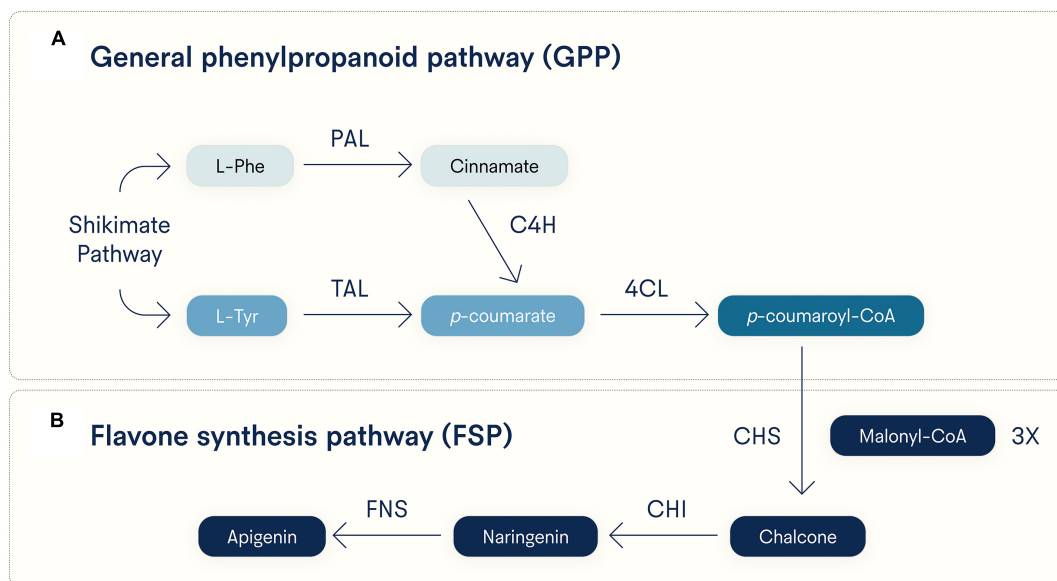 A
General phenylpropanoid pathway (GPP)
PAL
L-Phe
Cinnamate
Shikimate
Pathway
C4H
TAL
4CL
L-Tyr
p-coumarate
p-coumaroyl-CoA
B
Flavone synthesis pathway (FSP)
CHS
Malonyl-CoA
3X
FNS
CHI
Apigenin
Naringenin
Chalcone